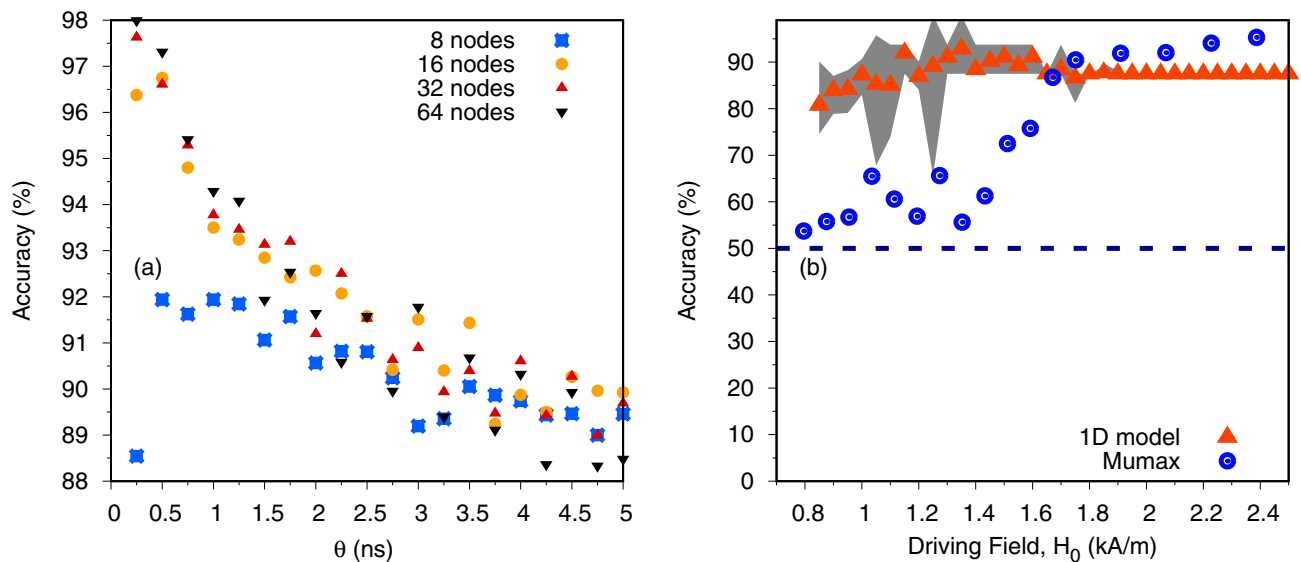 98
97
96
95
94
93
92
91
90
89
88
Accuracy (%)
8 nodes
16 nodes
32 nodes
64 nodes
(a)
0 0.5 1 1.5 2 2.5 3 3.5 4 4.5 5
θ (ns)
90
80
70
60
50
40
30
20
10
0
Accuracy (%)
(b)
1D model
Mumax
0.8 1 1.2 1.4 1.6 1.8 2 2.2 2.4
Driving Field, H₀ (kA/m)